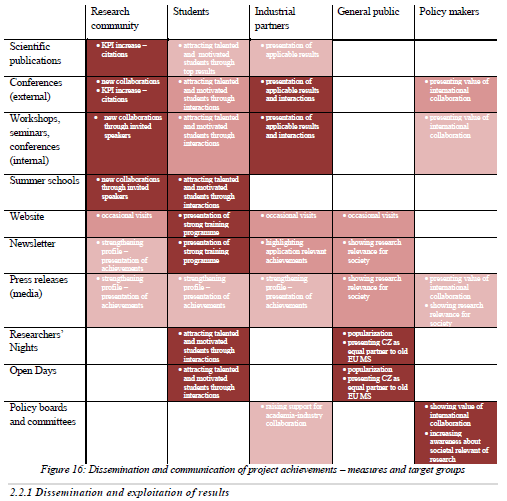 Research community
Students
Industrial partners
General public
Policy makers
Scientific publications
• KPI increase – citations
• attracting talented and motivated students through top results
• presentation of applicable results
Conferences (external)
• new collaborations
• KPI increase – citations
• attracting talented and motivated students through interactions
• presentation of applicable results and interactions
• presenting value of international collaboration
Workshops, seminars, conferences (internal)
• new collaborations through invited speakers
• attracting talented and motivated students through interactions
• presentation of applicable results and interactions
• presenting value of international collaboration
Summer schools
• new collaborations through invited speakers
• attracting talented and motivated students through interactions
Website
• occasional visits
• presentation of strong training programme
• occasional visits
• occasional visits
Newsletter
• strengthening profile – presentation of achievements
• presentation of strong training programme
• highlighting application relevant achievements
• showing research relevance for society
Press releases (media)
• strengthening profile – presentation of achievements
• strengthening profile – presentation of achievements
• strengthening profile – presentation of achievements
• showing research relevance for society
• presenting value of international collaboration
• showing research relevance for society
Researchers' Nights
• attracting talented and motivated students through interactions
• popularization
• presenting CZ as equal partner to old EU MS
Open Days
• attracting talented and motivated students through interactions
• popularization
• presenting CZ as equal partner to old EU MS
Policy boards and committees
• raising support for academia-industry collaboration
• showing value of international collaboration
• increasing awareness about societal relevant of research
Figure 16: Dissemination and communication of project achievements – measures and target groups
2.2.1 Dissemination and exploitation of results